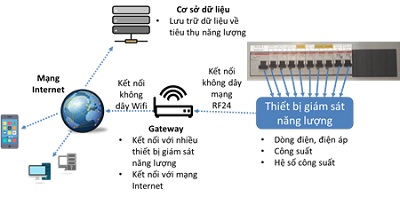 Cơ sở dữ liệu
• Lưu trữ dữ liệu về
tiêu thụ năng lượng
Mạng
Internet
Kết nối
không
dây Wifi
Kết nối
không dây
mạng
RF24
Gateway
• Kết nối với nhiều
thiết bị giám sát
năng lượng
• Kết nối với mạng
Internet
Thiết bị giám sát
năng lượng
• Dòng điện, điện áp
• Công suất
• Hệ số công suất